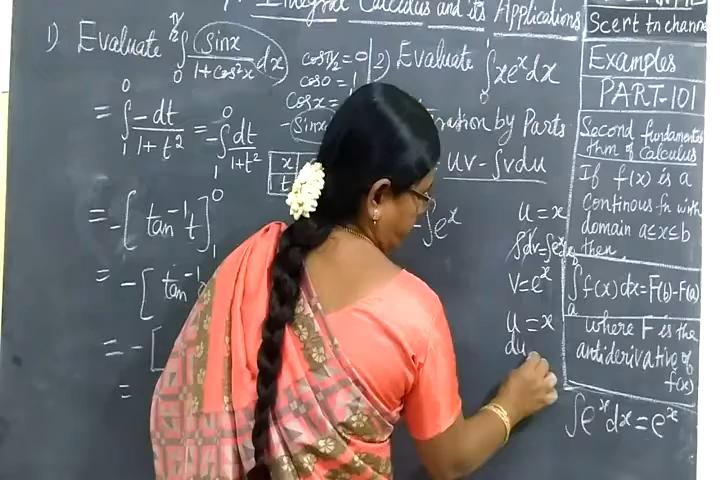 Integral Calculus and its Applications
1) Evaluate ∫₀^{π/2} sinx/(1+cos²x) dx
= ∫₁⁰ -dt/(1+t²) = -∫₁⁰ dt/(1+t²)
= -[tan⁻¹t]₁⁰
= -[tan⁻¹
= -[
=
cosπ/2=0
cos0=1
cosx=
-sinx
x
t
2) Evaluate ∫₀¹ xeˣdx
by Parts
uv-∫vdu
-∫eˣ
u=x
∫dv=∫eˣdx
v=eˣ
u=x
du
Scert tn channel
Examples
PART-101
Second fundamental
thm of Calculus
If f(x) is a
Continous fn with
domain a≤x≤b
then,
∫ₐᵇf(x)dx=F(b)-F(a)
where F is the
antiderivative of
f(x)
∫eˣdx=eˣ